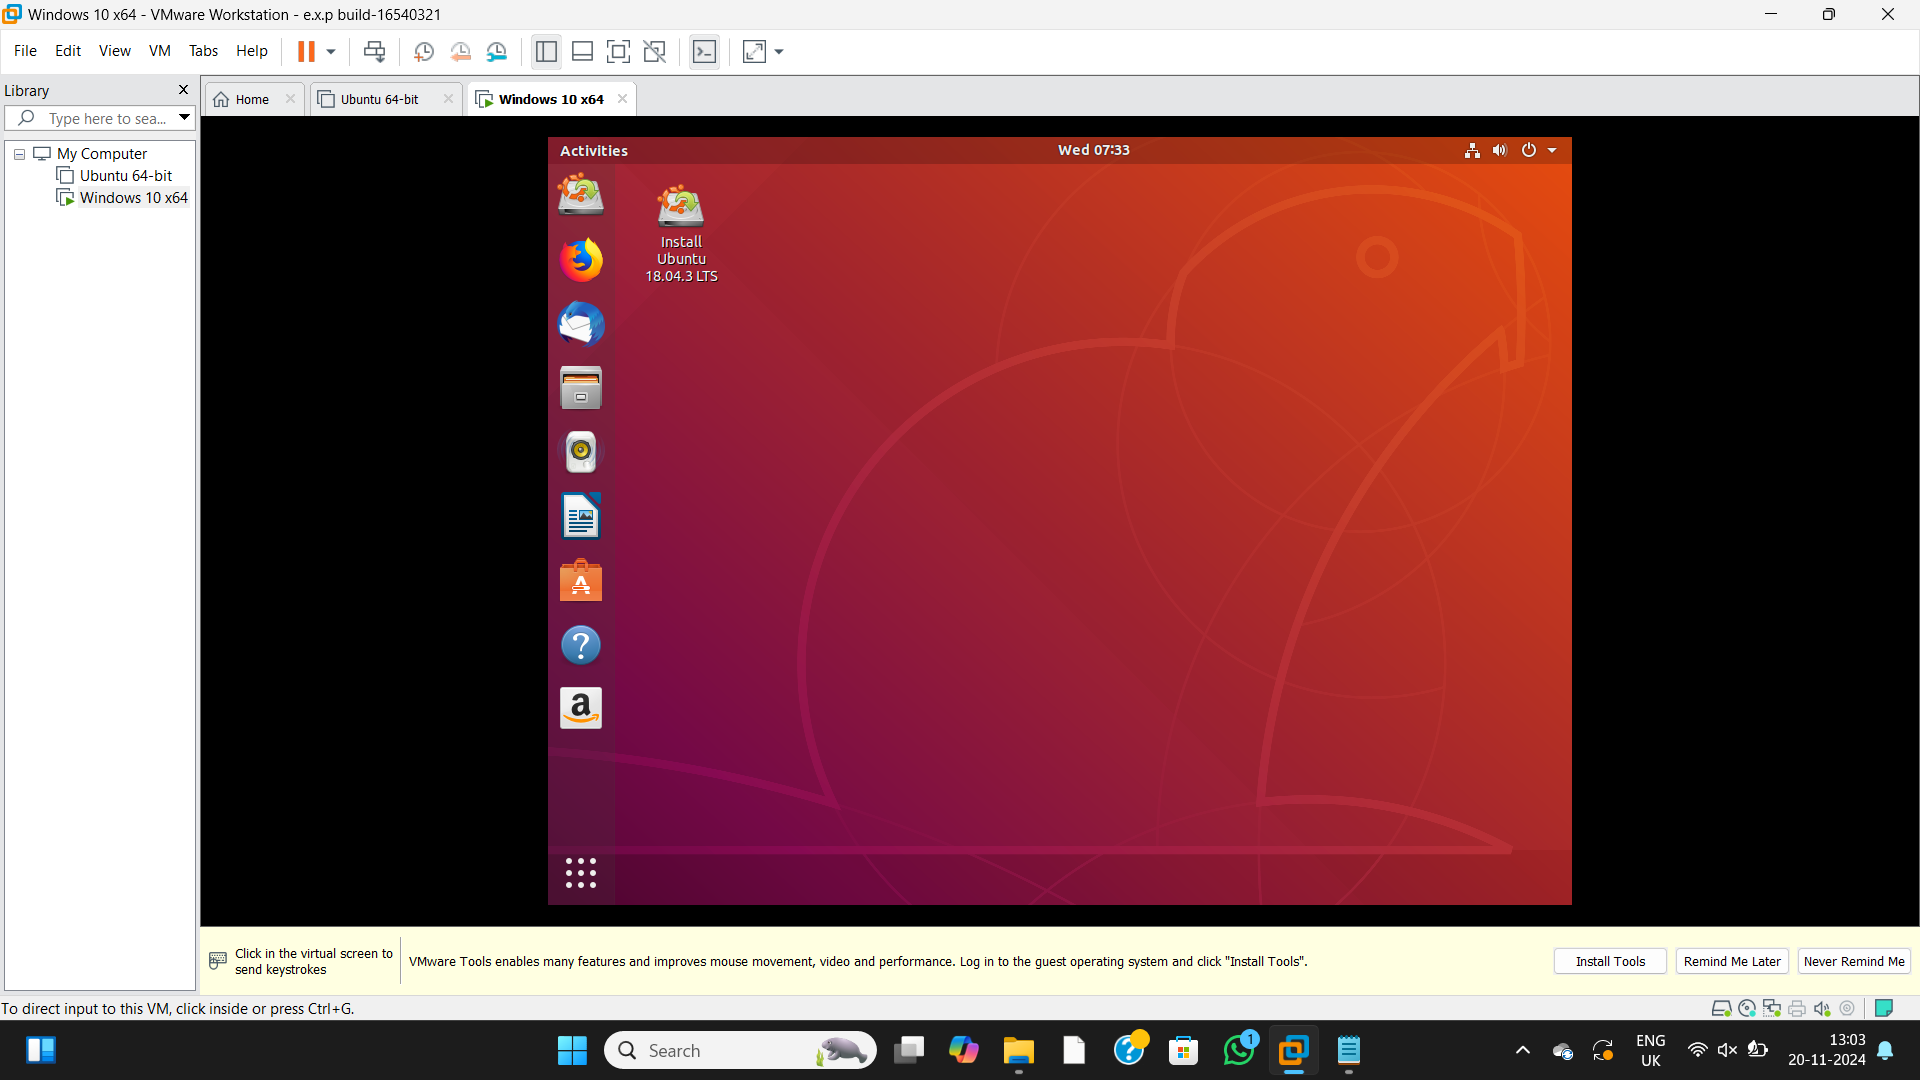 Windows 10 x64 - VMware Workstation - e.x.p build-16540321
File Edit View VM Tabs Help
Library
Type here to sea...
My Computer
Ubuntu 64-bit
Windows 10 x64
Home
Ubuntu 64-bit
Windows 10 x64
Activities
Wed 07:33
Install
Ubuntu
18.04.3 LTS
Click in the virtual screen to
send keystrokes
VMware Tools enables many features and improves mouse movement, video and performance. Log in to the guest operating system and click "Install Tools".
Install Tools
Remind Me Later
Never Remind Me
To direct input to this VM, click inside or press Ctrl+G.
Search
1
ENG
UK
13:03
20-11-2024